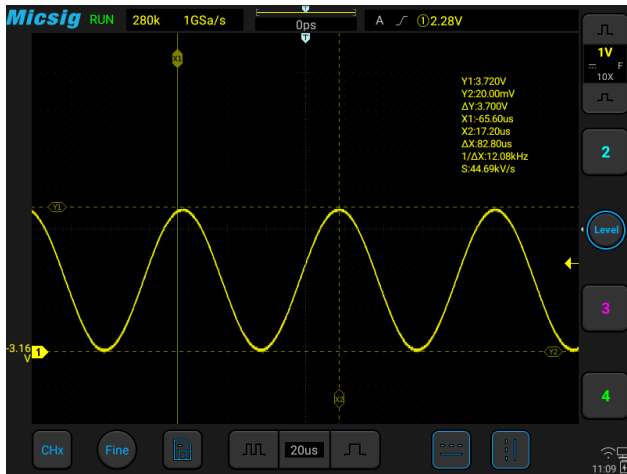 Micsig RUN 280k 1GSa/s 0ps A ①2.28V
1V
F
10X
X1
Y1:3.720V
Y2:20.00mV
ΔY:3.700V
X1:-65.60us
X2:17.20us
ΔX:82.80us
1/ΔX:12.08kHz
S:44.69kV/s
2
Y1
Level
3
-3.16
V
1
Y2
X2
4
CHx Fine 20us
11:09